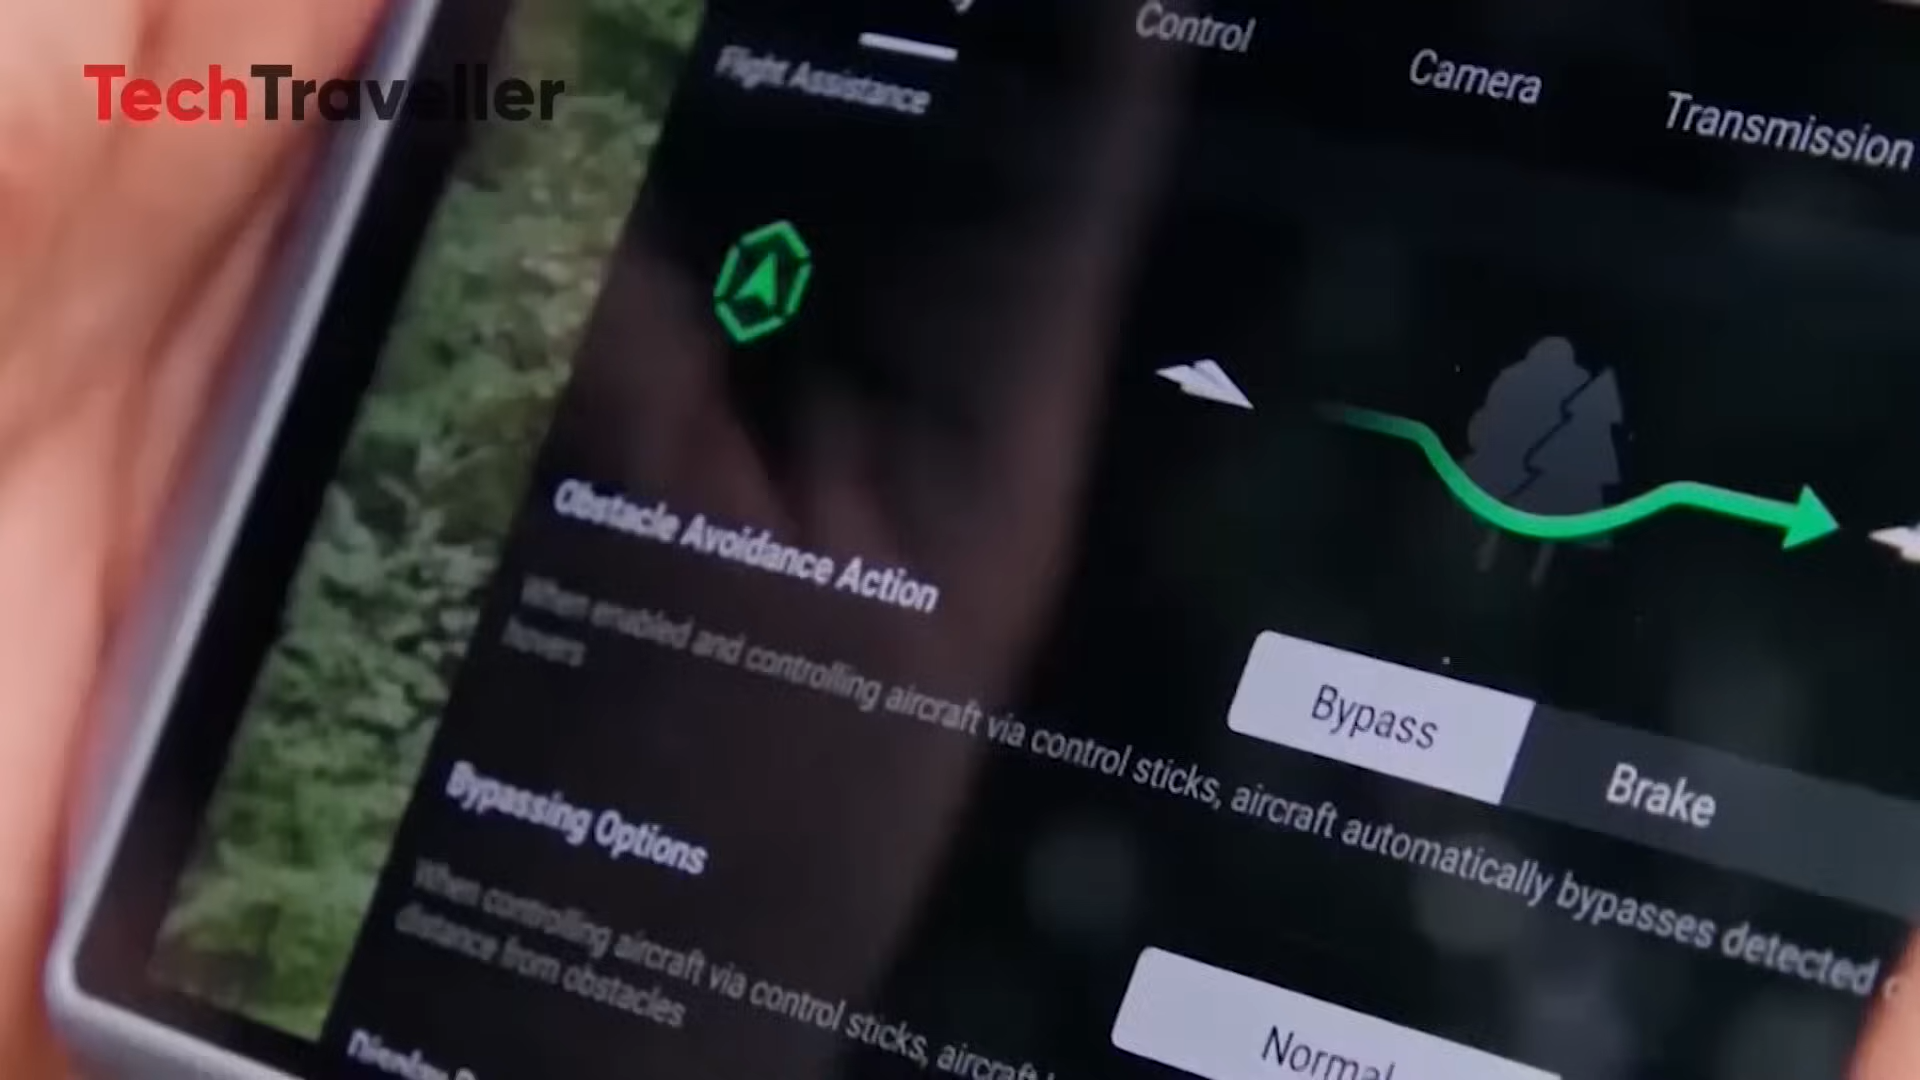 TechTraveller
Control
Camera
Transmission
Flight Assistance
Obstacle Avoidance Action
Bypass
Brake
When enabled and controlling aircraft via control sticks, aircraft automatically bypasses detected
hovers
Bypassing Options
Normal
When controlling aircraft via control sticks, aircraft
distance from obstacles